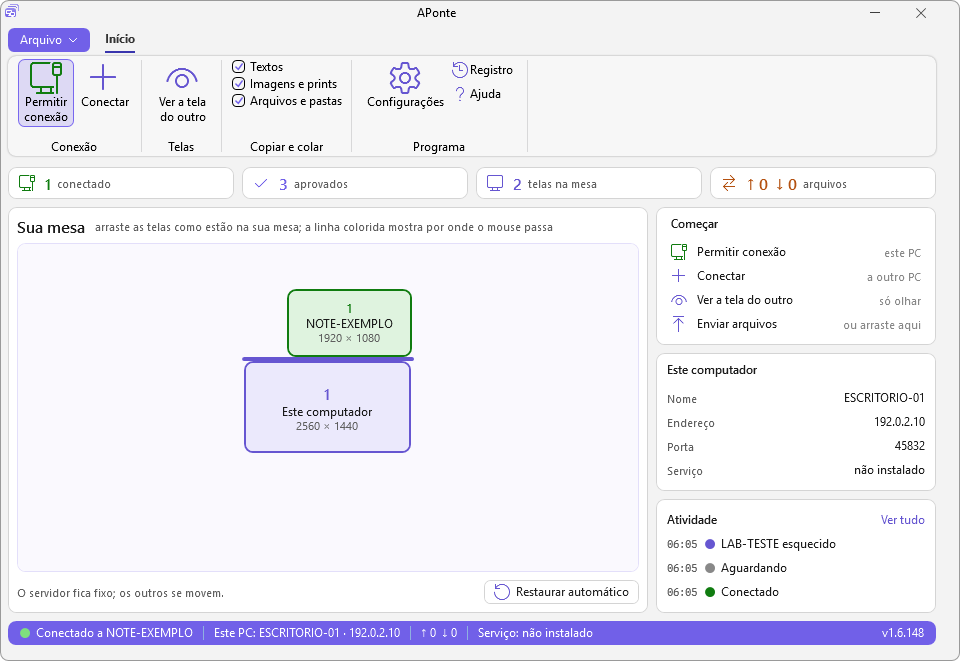 APonte
Arquivo
Início
Permitir conexão
Conectar
Conexão
Ver a tela do outro
Telas
Textos
Imagens e prints
Arquivos e pastas
Copiar e colar
Configurações
Registro
Ajuda
Programa
1 conectado
3 aprovados
2 telas na mesa
↑ 0 ↓ 0 arquivos
Sua mesa arraste as telas como estão na sua mesa; a linha colorida mostra por onde o mouse passa
1
NOTE-EXEMPLO
1920 × 1080
1
Este computador
2560 × 1440
O servidor fica fixo; os outros se movem.
Restaurar automático
Começar
Permitir conexão este PC
Conectar a outro PC
Ver a tela do outro só olhar
Enviar arquivos ou arraste aqui
Este computador
Nome ESCRITORIO-01
Endereço 192.0.2.10
Porta 45832
Serviço não instalado
Atividade Ver tudo
06:05 LAB-TESTE esquecido
06:05 Aguardando
06:05 Conectado
Conectado a NOTE-EXEMPLO Este PC: ESCRITORIO-01 · 192.0.2.10 ↑ 0 ↓ 0 Serviço: não instalado v1.6.148